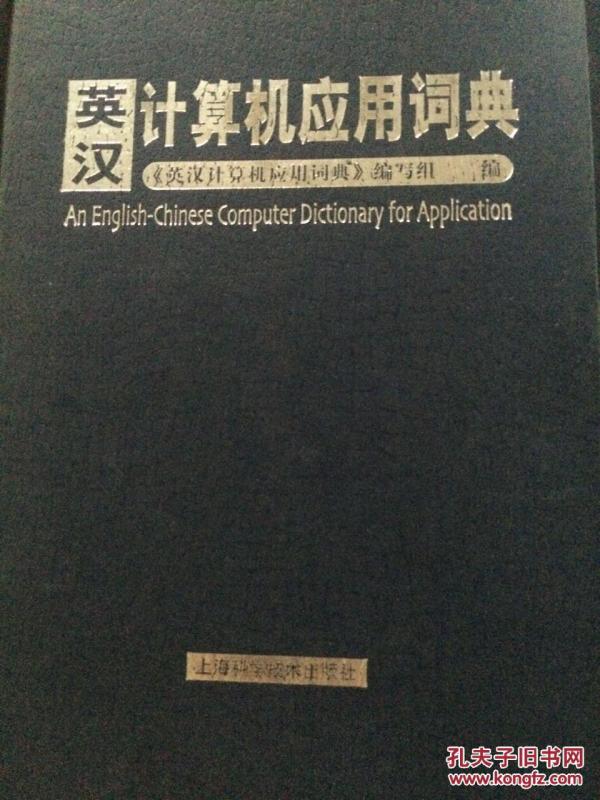 英汉计算机应用词典
《英汉计算机应用词典》编写组 编
An English-Chinese Computer Dictionary for Application
上海科学技术出版社
孔夫子旧书网
www.kongfz.com